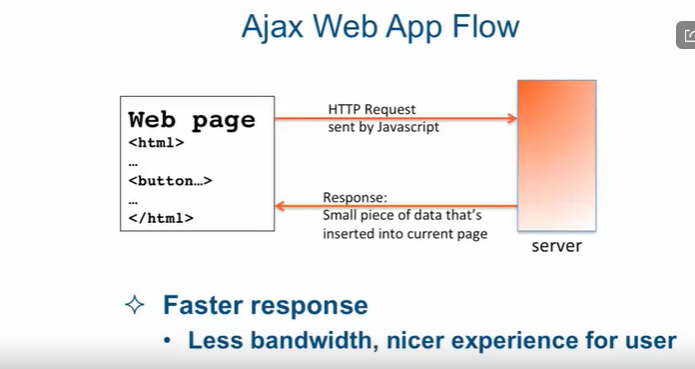 Ajax Web App Flow
HTTP Request
sent by Javascript
Web page
<html>
…
<button…>
…
</html>
Response:
Small piece of data that's
inserted into current page
server
Faster response
• Less bandwidth, nicer experience for user